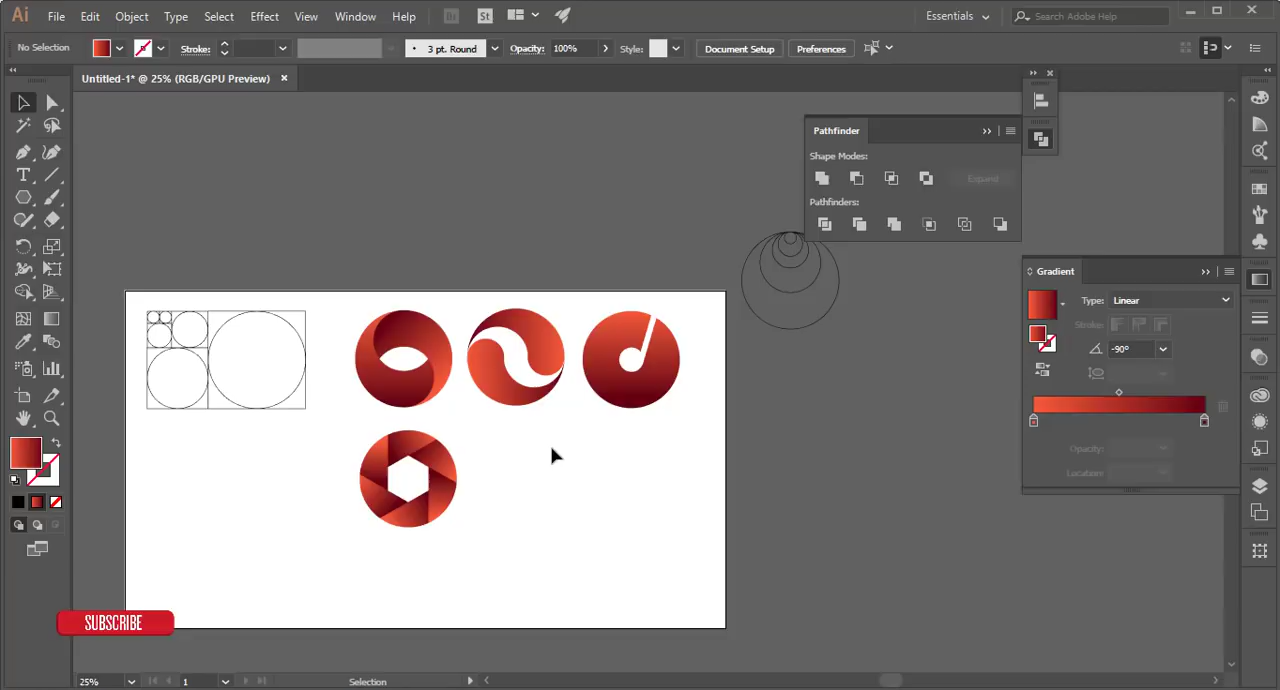 Ai File Edit Object Type Select Effect View Window Help Br St Essentials Search Adobe Help
No Selection Stroke: 3 pt. Round Opacity: 100% Style: Document Setup Preferences
Untitled-1* @ 25% (RGB/GPU Preview)
Pathfinder
Shape Modes:
Expand
Pathfinders:
Gradient
Type: Linear
Stroke:
-90°
Opacity:
Location:
SUBSCRIBE
25% 1 Selection